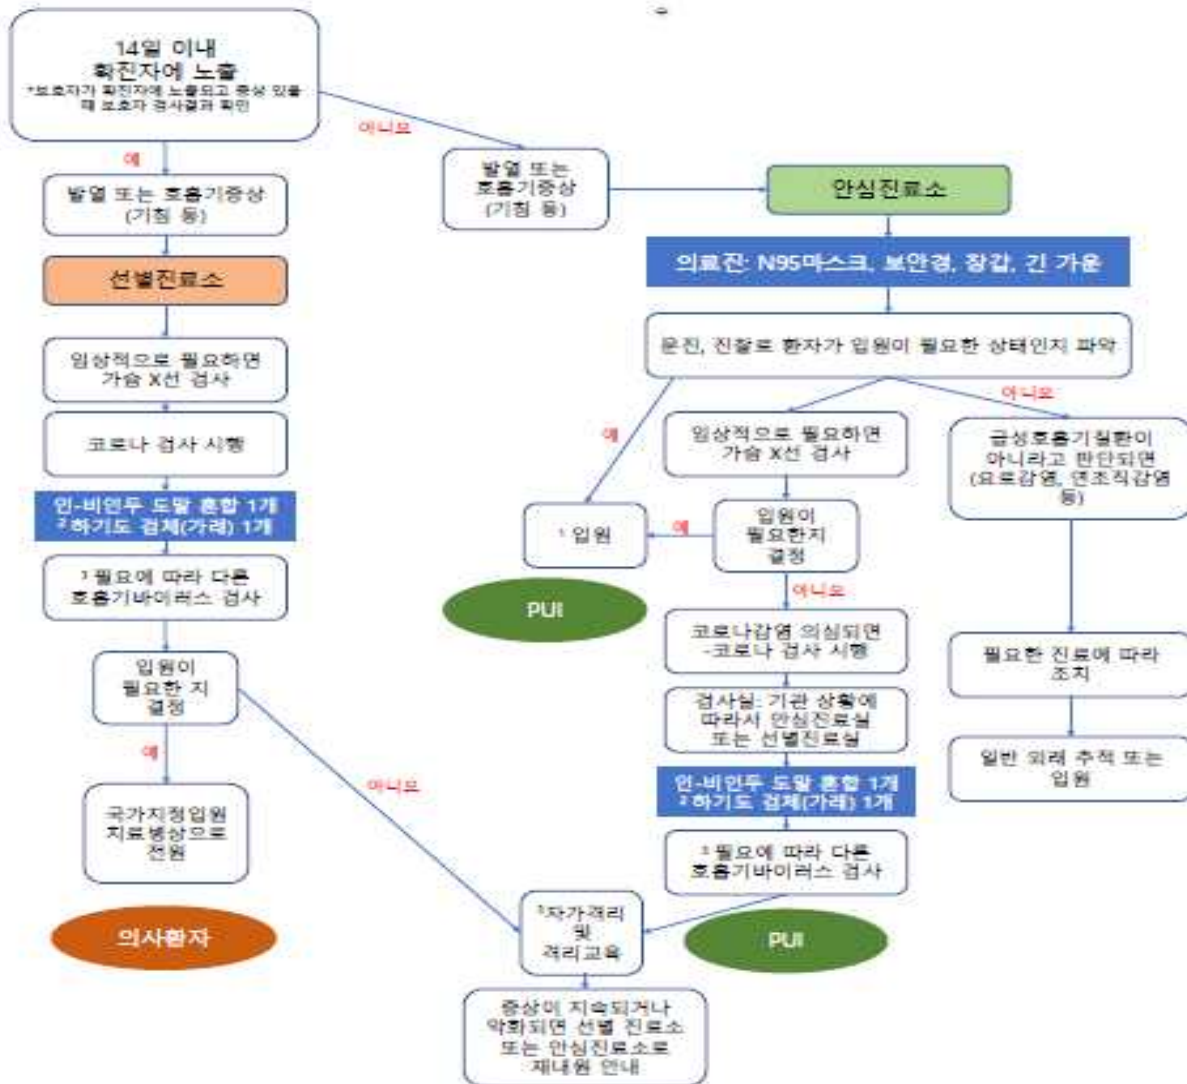 14일 이내
확진자에 노출
*보호자가 확진자에 노출되고 증상 있을
때 보호자 검사결과 확인
아니오
예
발열 또는 호흡기증상
(기침 등)
발열 또는
호흡기증상
(기침 등)
안심진료소
선별진료소
의료진: N95마스크, 보안경, 장갑, 긴 가운
임상적으로 필요하면
가슴 X선 검사
문진, 진찰로 환자가 입원이 필요한 상태인지 파악
아니오
예
코로나 검사 시행
임상적으로 필요하면
가슴 X선 검사
급성호흡기질환이
아니라고 판단되면
(요로감염, 연조직감염
등)
인-비인두 도말 혼합 1개
2 하기도 검체(가래) 1개
1 입원
예
입원이
필요한지
결정
3 필요에 따라 다른
호흡기바이러스 검사
PUI
아니오
코로나감염 의심되면
-코로나 검사 시행
필요한 진료에 따라
조치
입원이
필요한 지
결정
검사실: 기관 상황에
따라서 안심진료실
또는 선별진료실
일반 외래 추적 또는
입원
예
아니오
인-비인두 도말 혼합 1개
2 하기도 검체(가래) 1개
국가지정입원
치료병상으로
전원
3 필요에 따라 다른
호흡기바이러스 검사
의사환자
자가격리
및
격리교육
PUI
증상이 지속되거나
악화되면 선별 진료소
또는 안심진료소로
재내원 안내